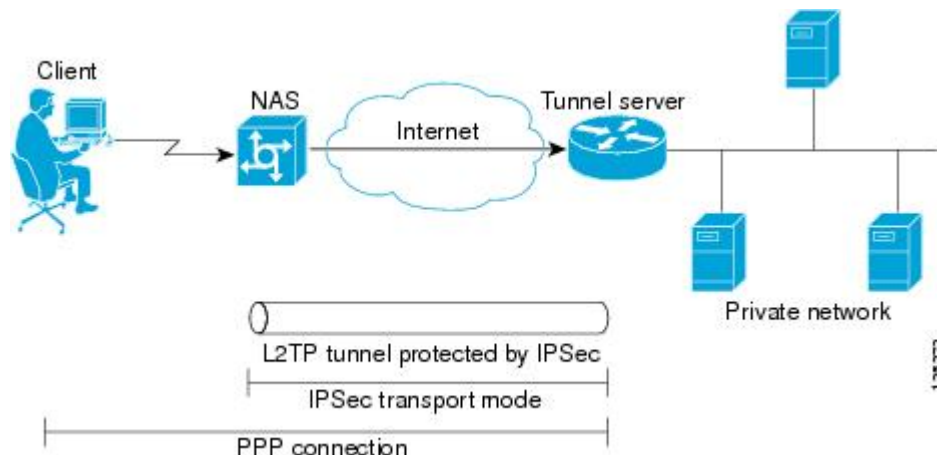 Client
NAS
Internet
Tunnel server
Private network
L2TP tunnel protected by IPSec
IPSec transport mode
PPP connection